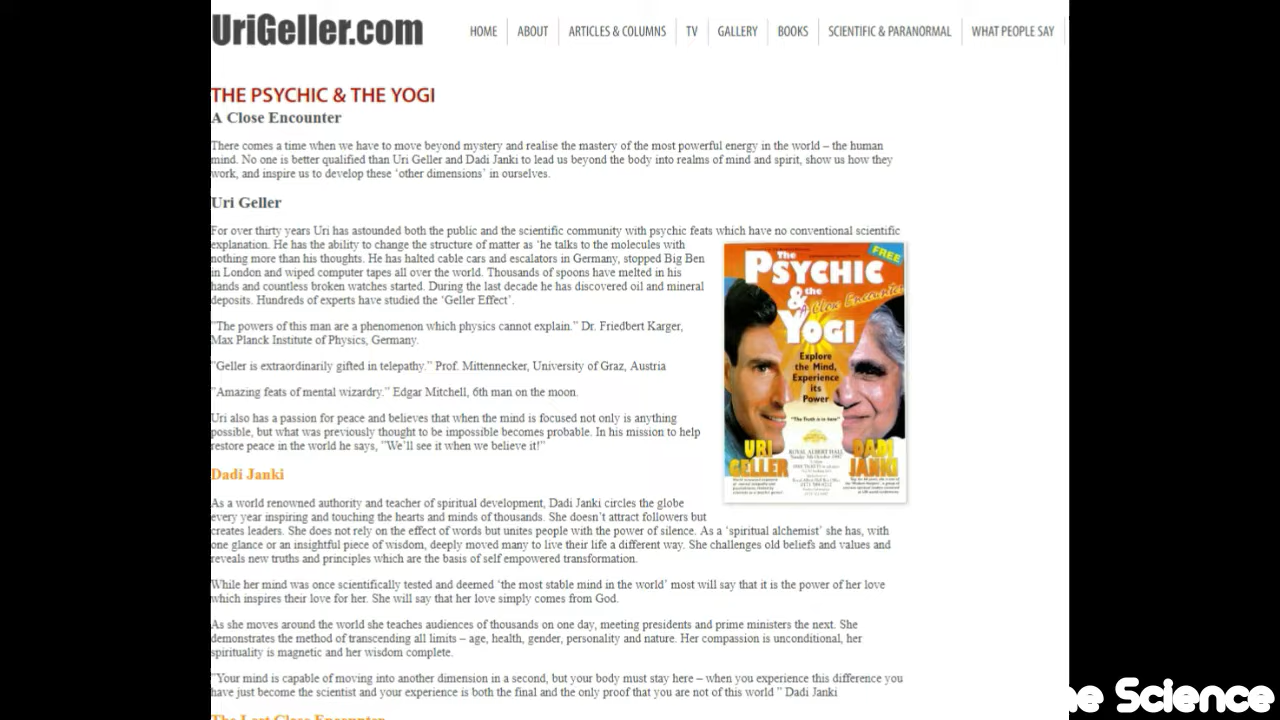 UriGeller.com
HOME ABOUT ARTICLES & COLUMNS TV GALLERY BOOKS SCIENTIFIC & PARANORMAL WHAT PEOPLE SAY
THE PSYCHIC & THE YOGI
A Close Encounter
There comes a time when we have to move beyond mystery and realise the mastery of the most powerful energy in the world – the human
mind. No one is better qualified than Uri Geller and Dadi Janki to lead us beyond the body into realms of mind and spirit, show us how they
work, and inspire us to develop these ‘other dimensions’ in ourselves.
Uri Geller
For over thirty years Uri has astounded both the public and the scientific community with psychic feats which have no conventional scientific
explanation. He has the ability to change the structure of matter as ‘he talks to the molecules with
nothing more than his thoughts. He has halted cable cars and escalators in Germany, stopped Big Ben
in London and wiped computer tapes all over the world. Thousands of spoons have melted in his
hands and countless broken watches started. During the last decade he has discovered oil and mineral
deposits. Hundreds of experts have studied the ‘Geller Effect’.
"The powers of this man are a phenomenon which physics cannot explain.” Dr. Friedbert Karger,
Max Planck Institute of Physics, Germany.
"Geller is extraordinarily gifted in telepathy.” Prof. Mittennecker, University of Graz, Austria
"Amazing feats of mental wizardry.” Edgar Mitchell, 6th man on the moon.
Uri also has a passion for peace and believes that when the mind is focused not only is anything
possible, but what was previously thought to be impossible becomes probable. In his mission to help
restore peace in the world he says, "We’ll see it when we believe it!”
FREE
The
PSYCHIC
& the
A Close Encounter
YOGI
Explore
the Mind,
Experience
its
Power
"The Truth is in here"
ROYAL ALBERT HALL
URI
GELLER
DADI
JANKI
Dadi Janki
As a world renowned authority and teacher of spiritual development, Dadi Janki circles the globe
every year inspiring and touching the hearts and minds of thousands. She doesn’t attract followers but
creates leaders. She does not rely on the effect of words but unites people with the power of silence. As a ‘spiritual alchemist’ she has, with
one glance or an insightful piece of wisdom, deeply moved many to live their life a different way. She challenges old beliefs and values and
reveals new truths and principles which are the basis of self empowered transformation.
While her mind was once scientifically tested and deemed ‘the most stable mind in the world’ most will say that it is the power of her love
which inspires their love for her. She will say that her love simply comes from God.
As she moves around the world she teaches audiences of thousands on one day, meeting presidents and prime ministers the next. She
demonstrates the method of transcending all limits – age, health, gender, personality and nature. Her compassion is unconditional, her
spirituality is magnetic and her wisdom complete.
"Your mind is capable of moving into another dimension in a second, but your body must stay here – when you experience this difference you
have just become the scientist and your experience is both the final and the only proof that you are not of this world ” Dadi Janki
The Last Close Encounter
he Science